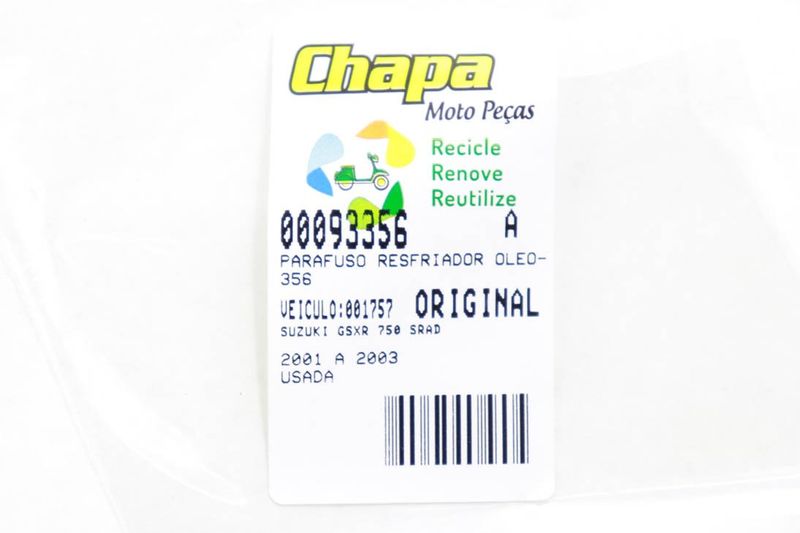 Chapa
Moto Peças
Recicle
Renove
Reutilize
00093356 A
PARAFUSO RESFRIADOR OLEO-
356
VEICULO:001757 ORIGINAL
SUZUKI GSXR 750 SRAD
2001 A 2003
USADA